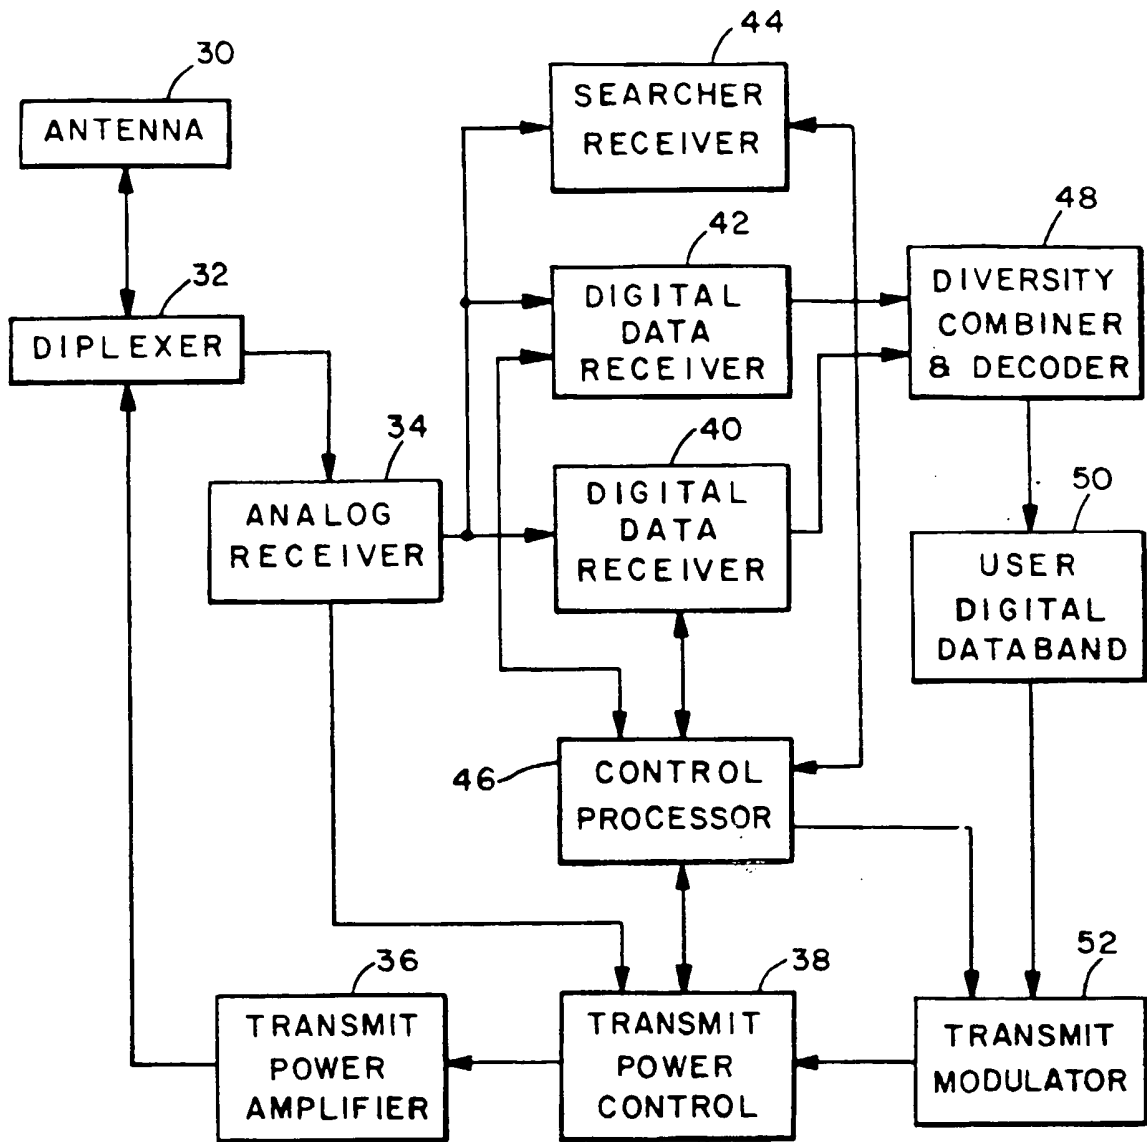 44
SEARCHER
RECEIVER
30
ANTENNA
42
DIGITAL
DATA
RECEIVER
48
DIVERSITY
COMBINER
& DECODER
32
DIPLEXER
34
ANALOG
RECEIVER
40
DIGITAL
DATA
RECEIVER
50
USER
DIGITAL
DATABAND
46
CONTROL
PROCESSOR
36
TRANSMIT
POWER
AMPLIFIER
38
TRANSMIT
POWER
CONTROL
52
TRANSMIT
MODULATOR